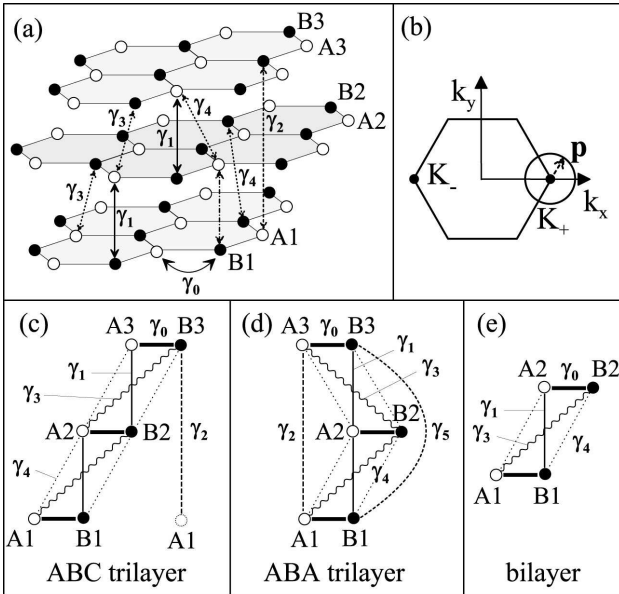 (a)
B3
A3
B2
A2
γ3
γ4
γ2
γ1
γ3
γ4
γ1
A1
B1
γ0
(b)
ky
p
K-
K+
kx
(c)
A3 γ0 B3
γ1
γ3
A2 B2
γ2
γ4
A1 B1 A1
ABC trilayer
(d)
A3 γ0 B3
γ1
γ3
B2
γ2 A2 γ5
γ4
A1 B1
ABA trilayer
(e)
A2 γ0 B2
γ1
γ3
γ4
A1 B1
bilayer